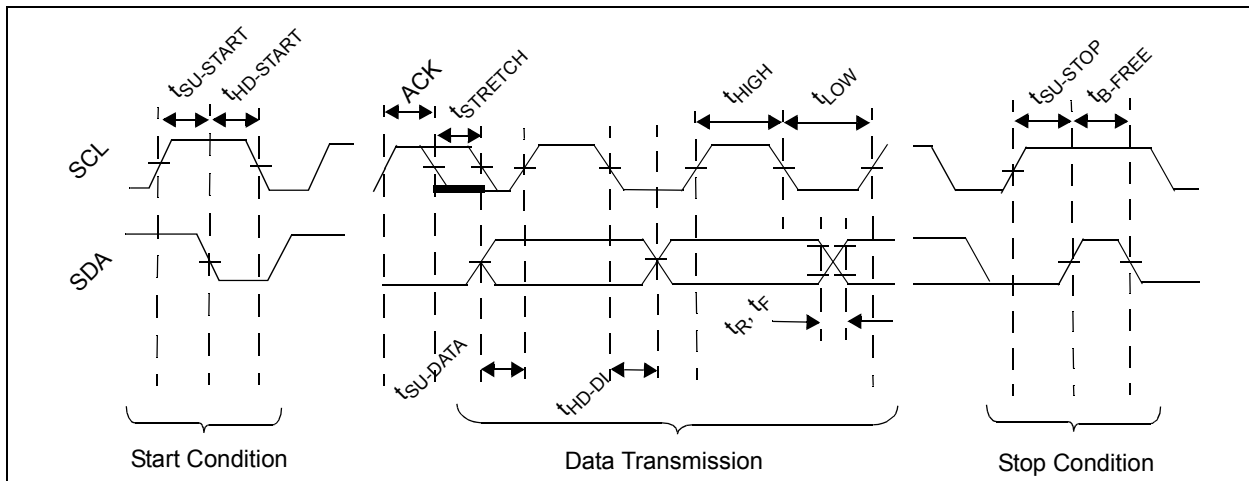 tSU-START
tHD-START
ACK
tSTRETCH
tHIGH
tLOW
tSU-STOP
tB-FREE
SCL
SDA
tR, tF
tSU-DATA
tHD-DI
Start Condition
Data Transmission
Stop Condition